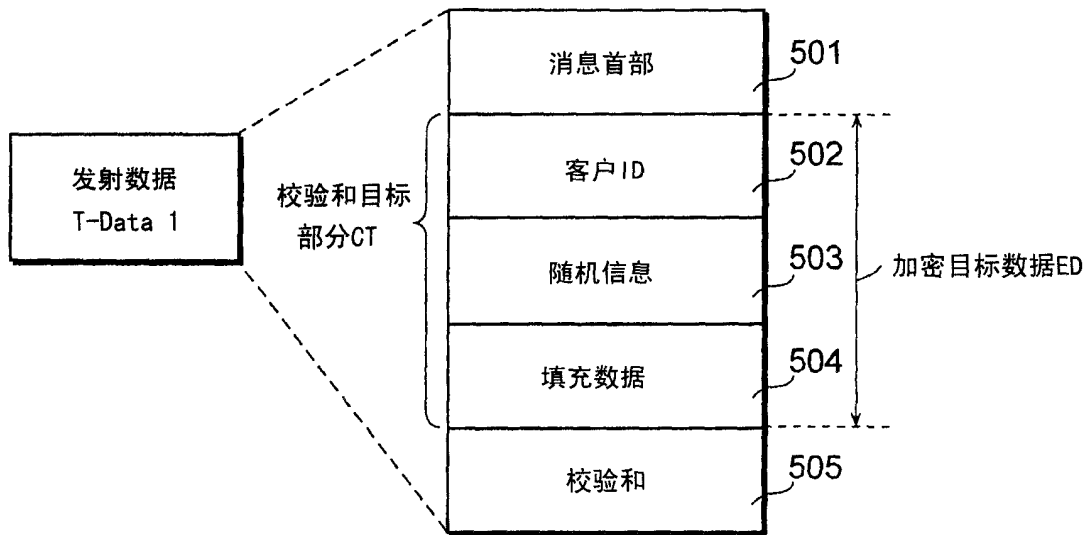 消息首部
501
客户ID
502
随机信息
503
填充数据
504
校验和
505
发射数据
T-Data 1
校验和目标
部分CT
加密目标数据ED